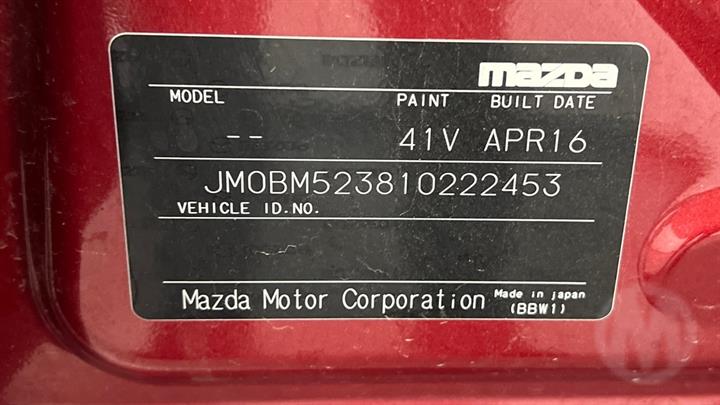 mazda
MODEL PAINT BUILT DATE
-- 41V APR16
JM0BM523810222453
VEHICLE ID.NO.
Mazda Motor Corporation Made in japan
(BBW1)
M